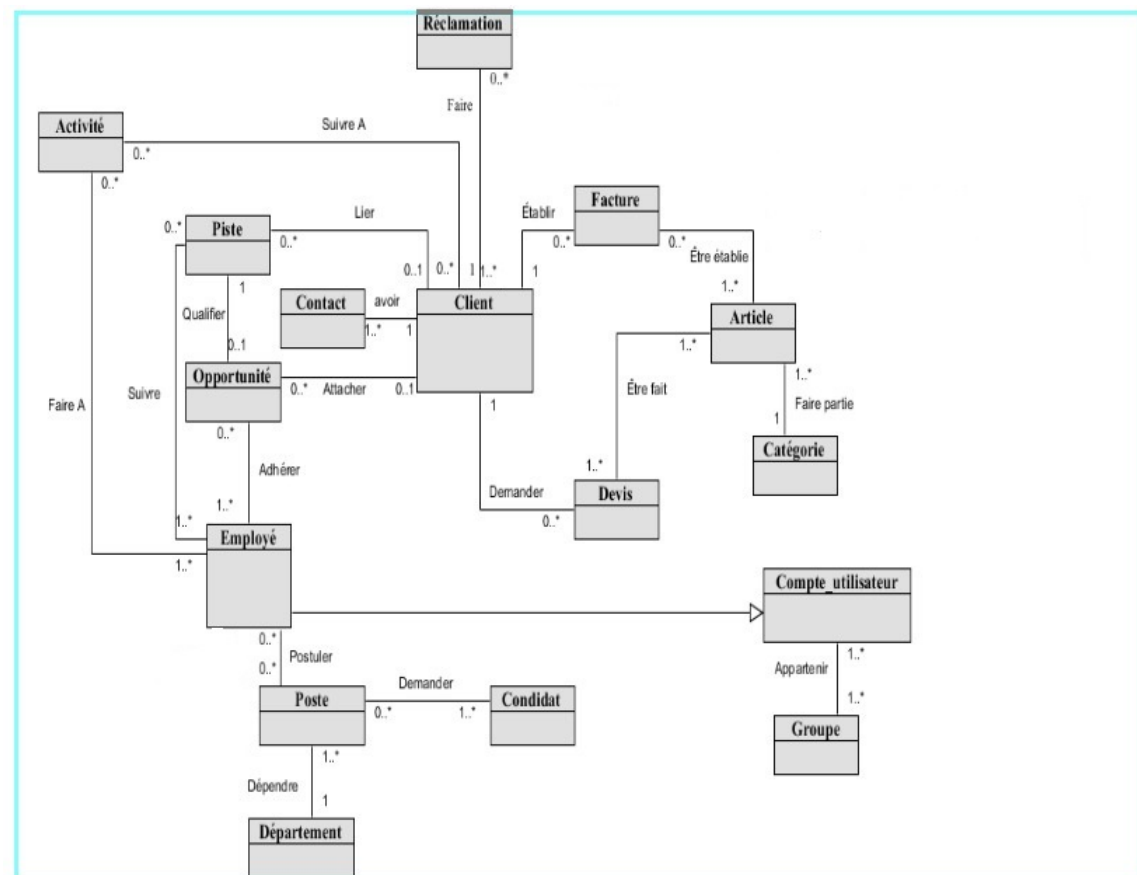 Réclamation
0..*
Faire
Activité
Suivre A
0..*
0..*
Facture
Établir
0..*
0..*
Être établie
Lier
0..*
Piste
0..*
0..1
0..*
1
1..*
1
1..*
1
Contact
avoir
Client
Article
Qualifier
1..*
1
1..*
0..1
Opportunité
0..*
Attacher
0..1
Être fait
1..*
Suivre
Faire A
1
Faire partie
0..*
1
Catégorie
Adhérer
1..*
Demander
Devis
1..*
1..*
0..*
Employé
1..*
Compte_utilisateur
0..*
Postuler
1..*
0..*
Appartenir
Demander
Poste
Condidat
1..*
0..*
1..*
Groupe
1..*
Dépendre
1
Département